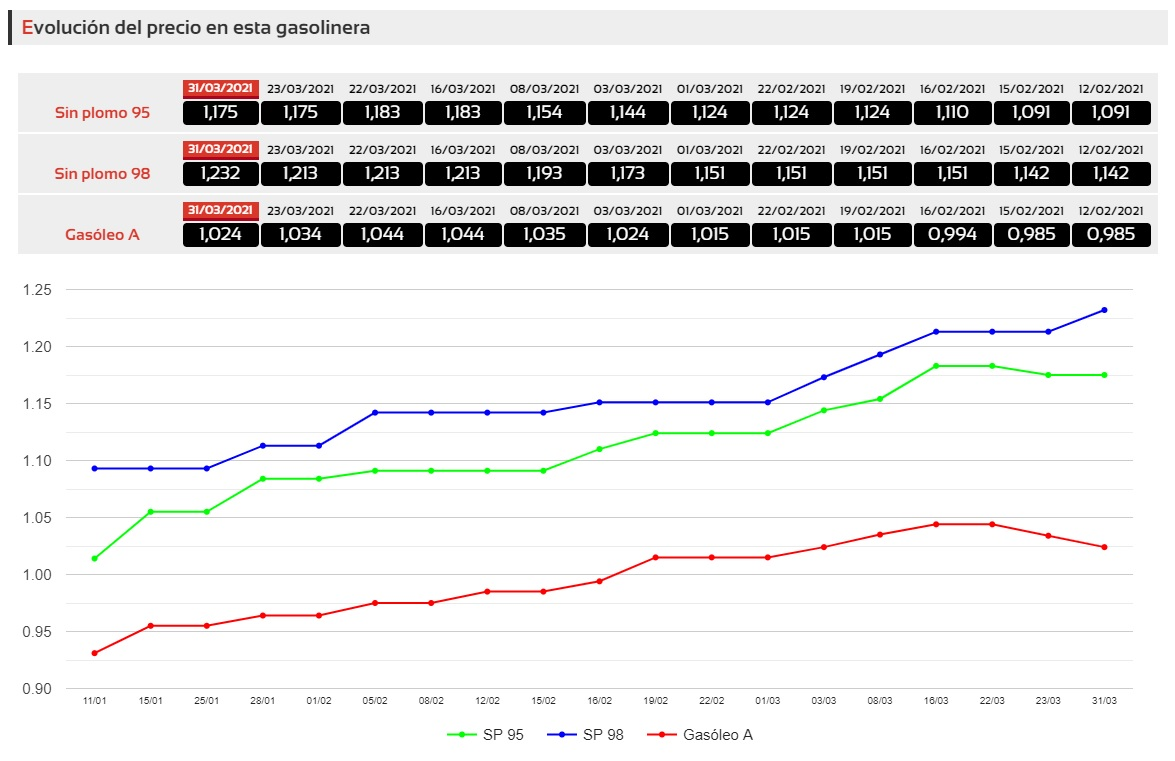 Evolución del precio en esta gasolinera
31/03/2021 23/03/2021 22/03/2021 16/03/2021 08/03/2021 03/03/2021 01/03/2021 22/02/2021 19/02/2021 16/02/2021 15/02/2021 12/02/2021
Sin plomo 95 1,175 1,175 1,183 1,183 1,154 1,144 1,124 1,124 1,124 1,110 1,091 1,091
31/03/2021 23/03/2021 22/03/2021 16/03/2021 08/03/2021 03/03/2021 01/03/2021 22/02/2021 19/02/2021 16/02/2021 15/02/2021 12/02/2021
Sin plomo 98 1,232 1,213 1,213 1,213 1,193 1,173 1,151 1,151 1,151 1,151 1,142 1,142
31/03/2021 23/03/2021 22/03/2021 16/03/2021 08/03/2021 03/03/2021 01/03/2021 22/02/2021 19/02/2021 16/02/2021 15/02/2021 12/02/2021
Gasóleo A 1,024 1,034 1,044 1,044 1,035 1,024 1,015 1,015 1,015 0,994 0,985 0,985
1.25
1.20
1.15
1.10
1.05
1.00
0.95
0.90
11/01 15/01 25/01 28/01 01/02 05/02 08/02 12/02 15/02 16/02 19/02 22/02 01/03 03/03 08/03 16/03 22/03 23/03 31/03
SP 95 SP 98 Gasóleo A